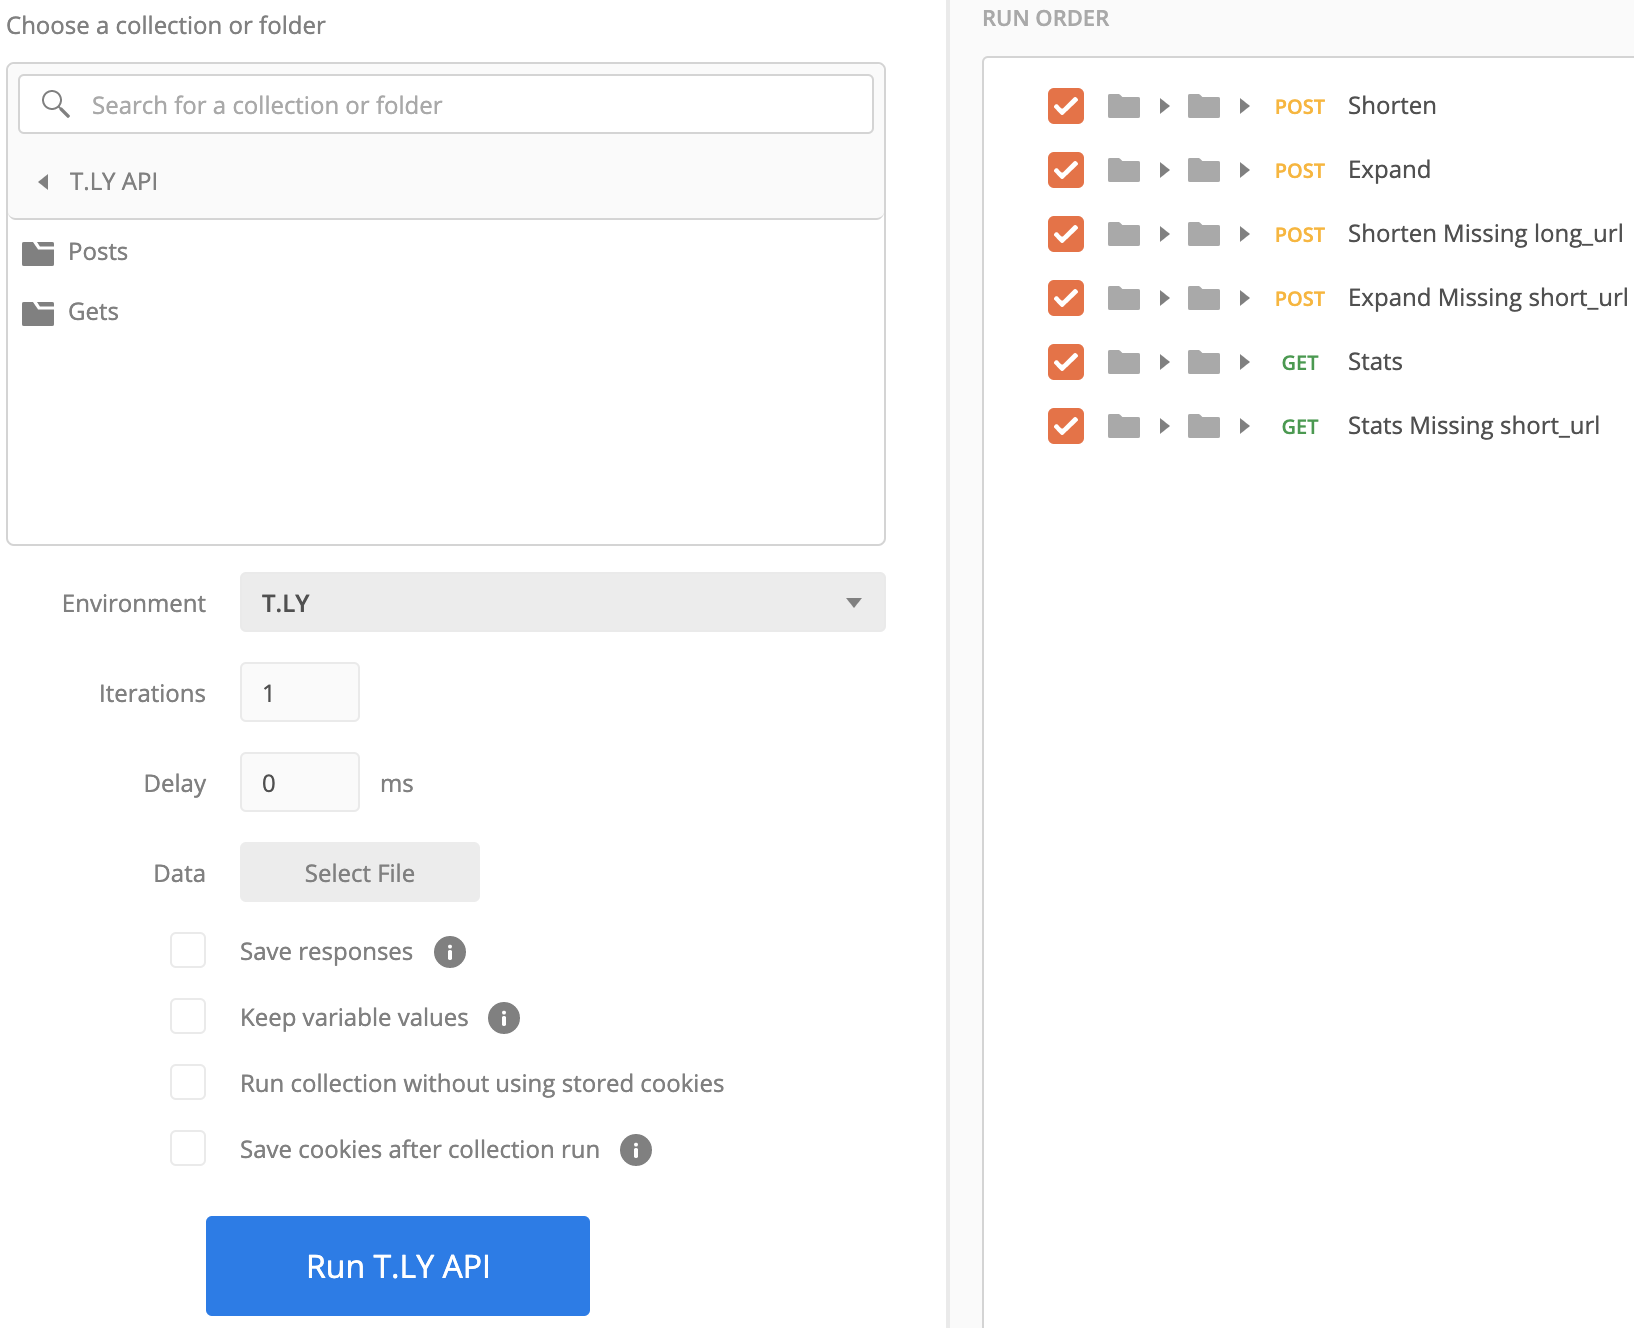 Choose a collection or folder
Search for a collection or folder
T.LY API
Posts
Gets
Environment T.LY
Iterations 1
Delay 0 ms
Data Select File
Save responses
Keep variable values
Run collection without using stored cookies
Save cookies after collection run
Run T.LY API
RUN ORDER
POST Shorten
POST Expand
POST Shorten Missing long_url
POST Expand Missing short_url
GET Stats
GET Stats Missing short_url